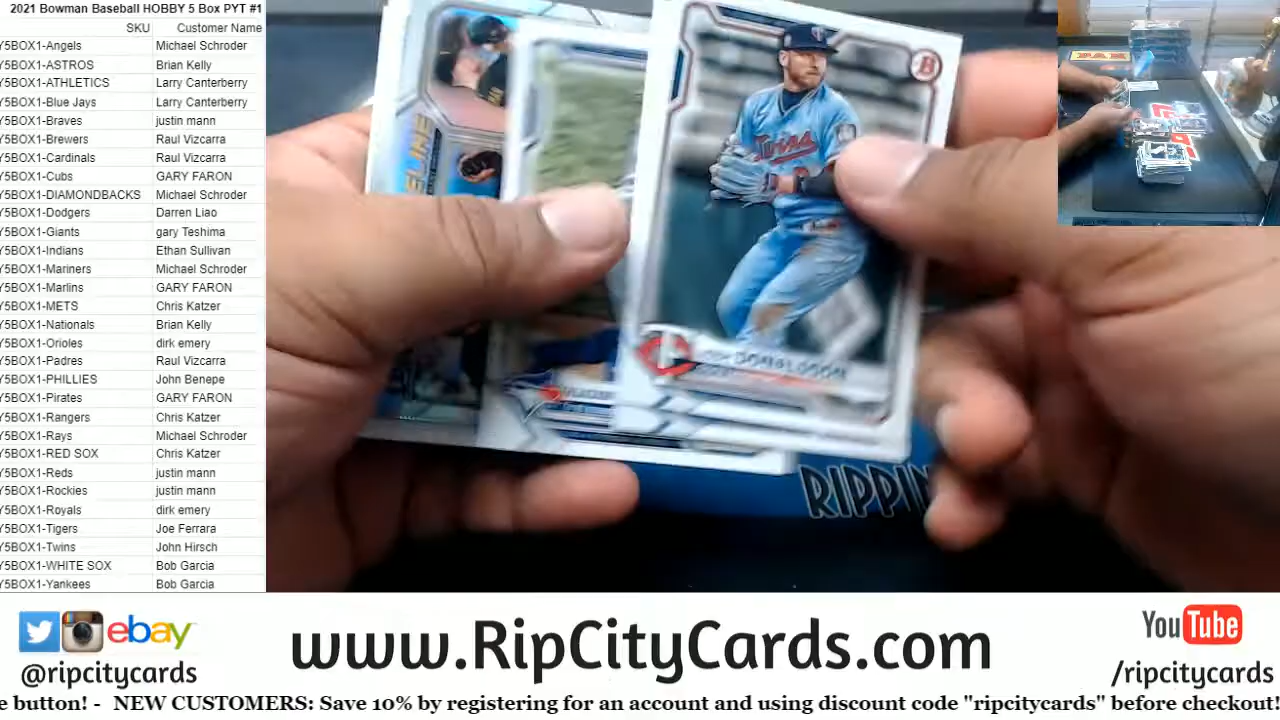 2021 Bowman Baseball HOBBY 5 Box PYT #1
SKU Customer Name
Y5BOX1-Angels Michael Schroder
Y5BOX1-ASTROS Brian Kelly
Y5BOX1-ATHLETICS Larry Canterberry
Y5BOX1-Blue Jays Larry Canterberry
Y5BOX1-Braves justin mann
Y5BOX1-Brewers Raul Vizcarra
Y5BOX1-Cardinals Raul Vizcarra
Y5BOX1-Cubs GARY FARON
Y5BOX1-DIAMONDBACKS Michael Schroder
Y5BOX1-Dodgers Darren Liao
Y5BOX1-Giants gary Teshima
Y5BOX1-Indians Ethan Sullivan
Y5BOX1-Mariners Michael Schroder
Y5BOX1-Marlins GARY FARON
Y5BOX1-METS Chris Katzer
Y5BOX1-Nationals Brian Kelly
Y5BOX1-Orioles dirk emery
Y5BOX1-Padres Raul Vizcarra
Y5BOX1-PHILLIES John Benepe
Y5BOX1-Pirates GARY FARON
Y5BOX1-Rangers Chris Katzer
Y5BOX1-Rays Michael Schroder
Y5BOX1-RED SOX Chris Katzer
Y5BOX1-Reds justin mann
Y5BOX1-Rockies justin mann
Y5BOX1-Royals dirk emery
Y5BOX1-Tigers Joe Ferrara
Y5BOX1-Twins John Hirsch
Y5BOX1-WHITE SOX Bob Garcia
Y5BOX1-Yankees Bob Garcia
ELINE
Twins
DONALDSON
RIPPIN
ebay
@ripcitycards
www.RipCityCards.com
YouTube
/ripcitycards
e button! - NEW CUSTOMERS: Save 10% by registering for an account and using discount code "ripcitycards" before checkout!